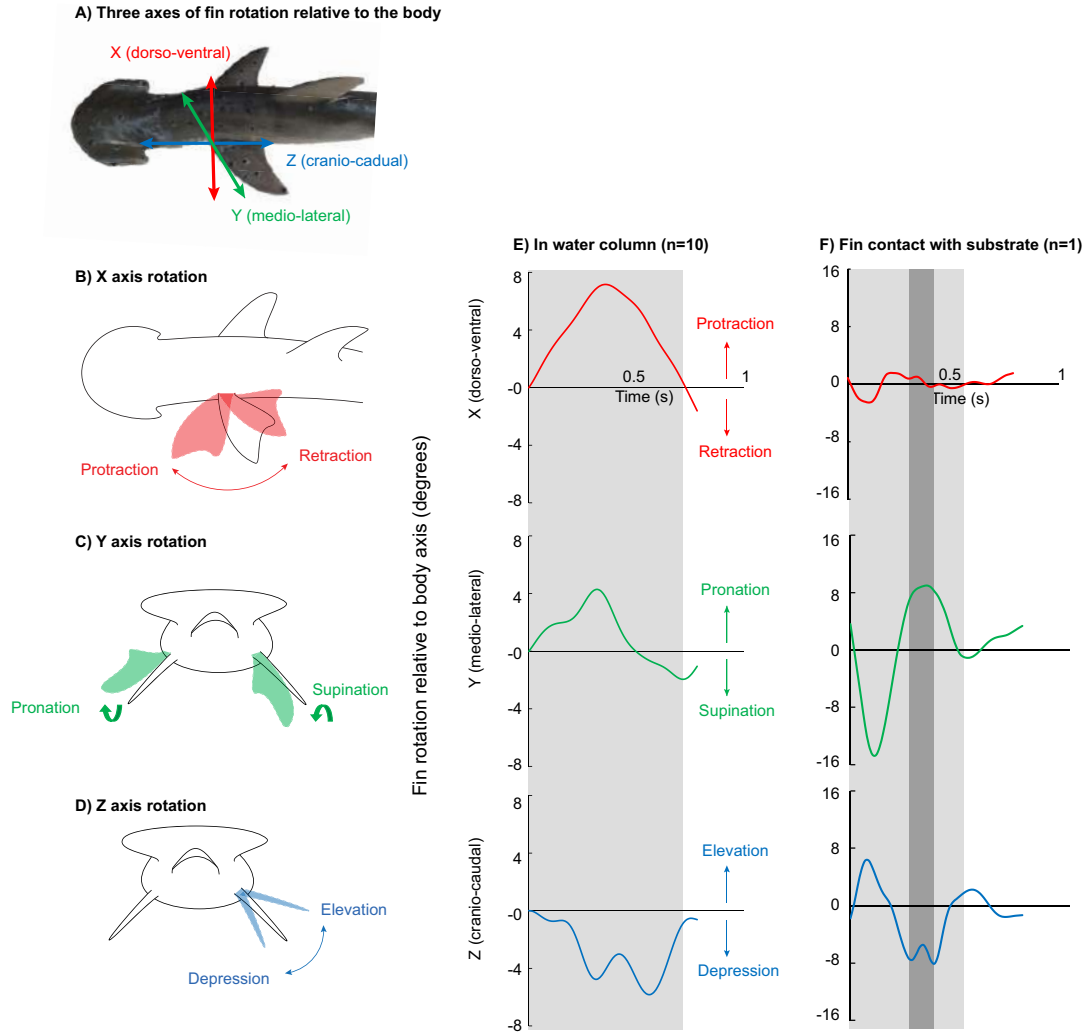 A) Three axes of fin rotation relative to the body
X (dorso-ventral)
Z (cranio-cadual)
Y (medio-lateral)
B) X axis rotation
Protraction
Retraction
C) Y axis rotation
Pronation
Supination
D) Z axis rotation
Elevation
Depression
Fin rotation relative to body axis (degrees)
E) In water column (n=10)
X (dorso-ventral)
8
4
-0
-4
-8
0.5
1
Time (s)
Protraction
Retraction
Y (medio-lateral)
8
4
-0
-4
-8
Pronation
Supination
Z (cranio-caudal)
8
4
-0
-4
-8
Elevation
Depression
F) Fin contact with substrate (n=1)
16
8
0
-8
-16
0.5
1
Time (s)
16
8
0
-8
-16
16
8
0
-8
-16